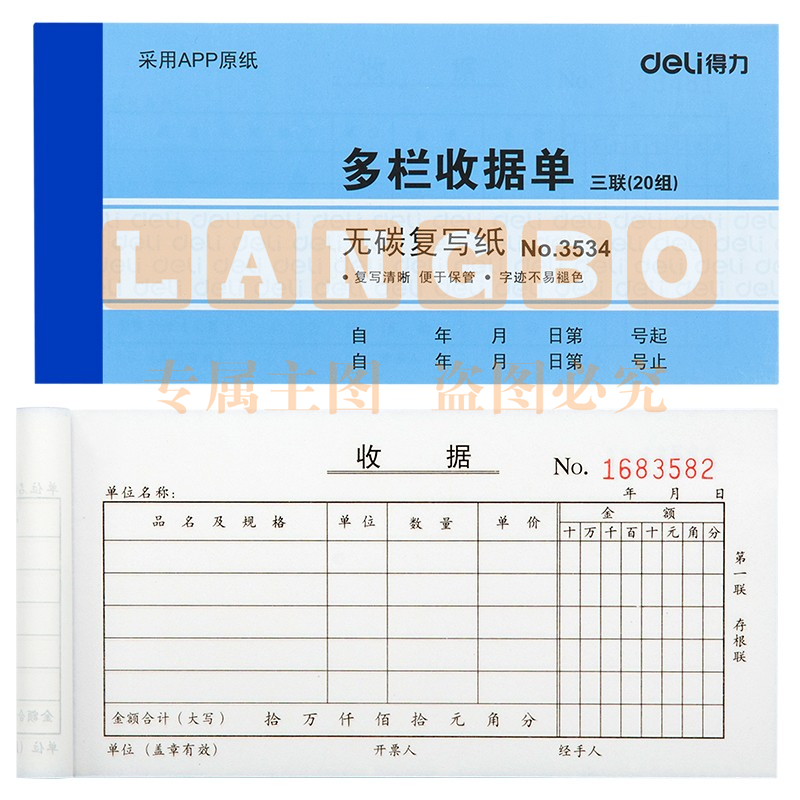 采用APP原纸
deli得力
多栏收据单 三联(20组)
无碳复写纸 No.3534
• 复写清晰 便于保管 • 字迹不易褪色
LANGBO
自 年 月 日第 号起
自 年 月 日第 号止
专属主图 盗图必究
收 据 No. 1683582
单位名称: 年 月 日
品名及规格 单位 数量 单价 金额
十 万 千 百 十 元 角 分
第一联 存根联
金额合计(大写) 拾 万 仟 佰 拾 元 角 分
单位(盖章有效) 开票人 经手人